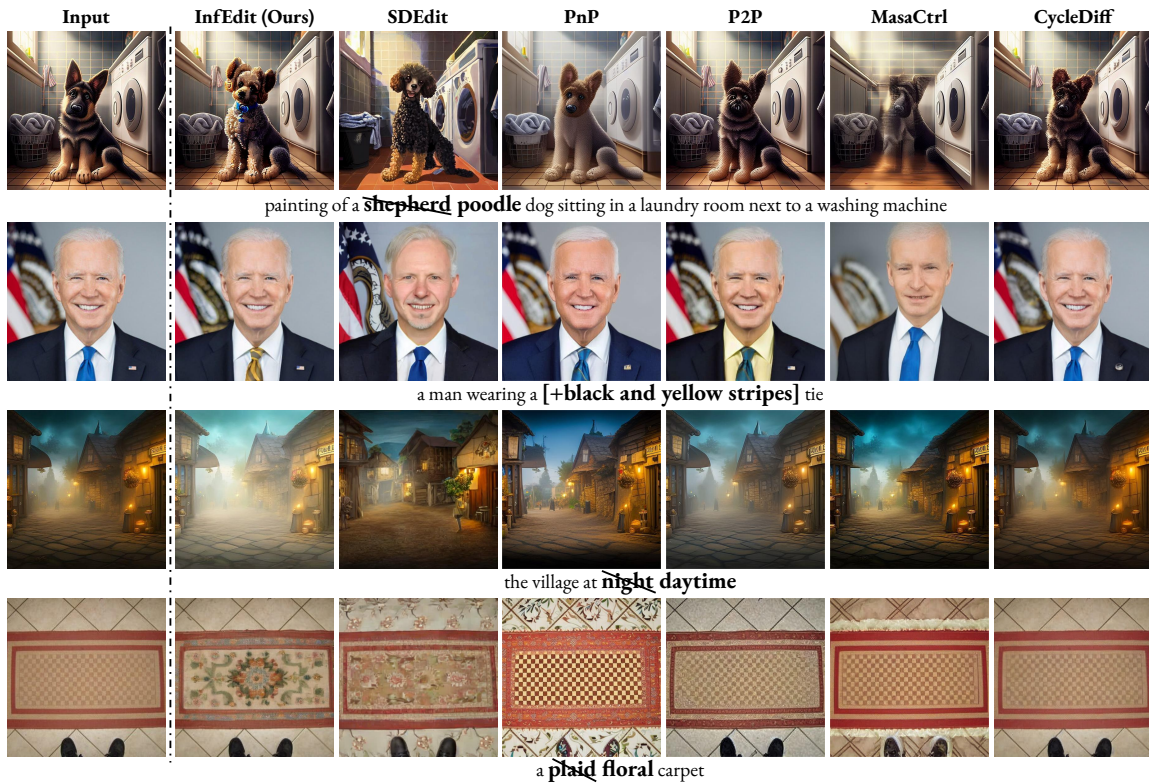 Input InfEdit (Ours) SDEdit PnP P2P MasaCtrl CycleDiff
painting of a shepherd poodle dog sitting in a laundry room next to a washing machine
a man wearing a [+black and yellow stripes] tie
the village at night daytime
a plaid floral carpet